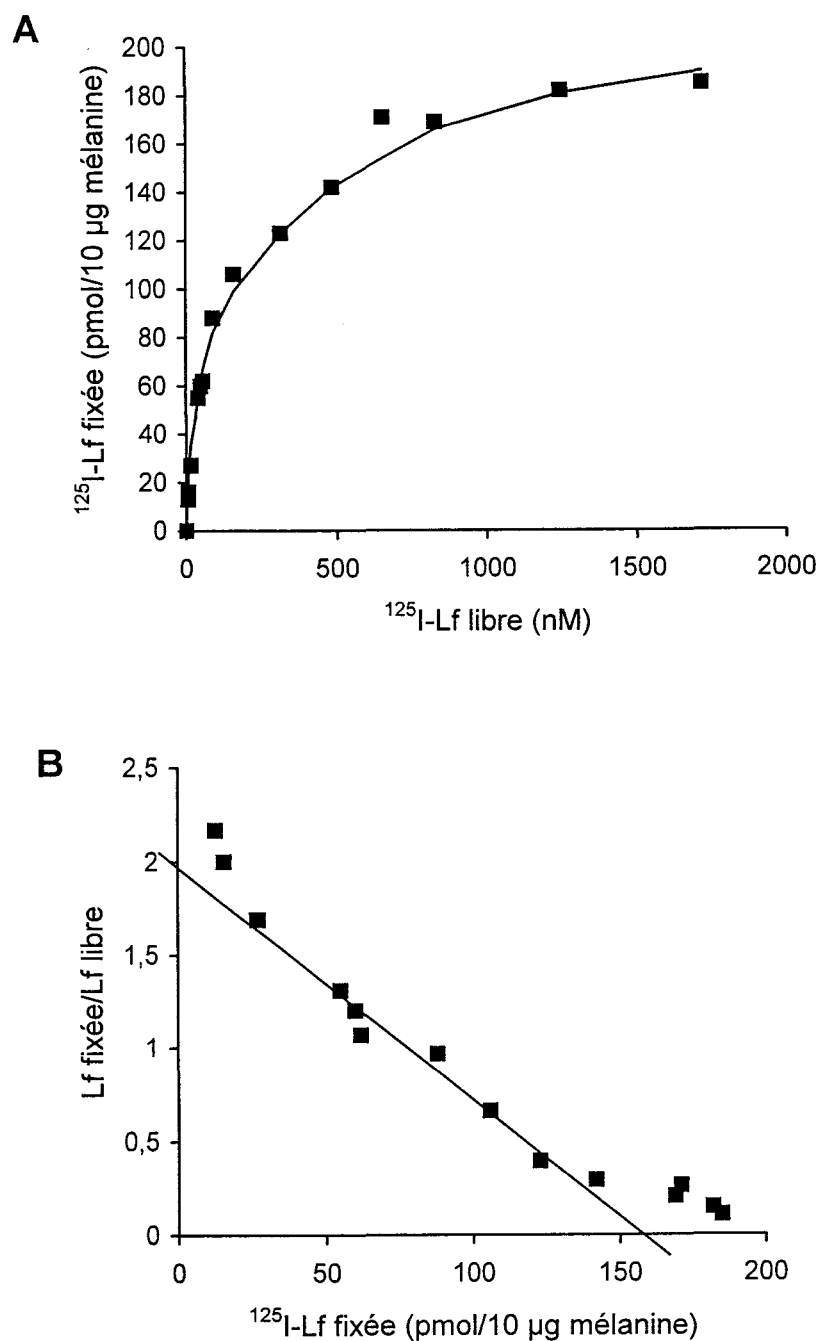 A
200
180
160
140
120
100
80
60
40
20
0
¹²⁵I-Lf fixée (pmol/10 µg mélanine)
0 500 1000 1500 2000
¹²⁵I-Lf libre (nM)
B
2,5
2
1,5
1
0,5
0
Lf fixée/Lf libre
0 50 100 150 200
¹²⁵I-Lf fixée (pmol/10 µg mélanine)